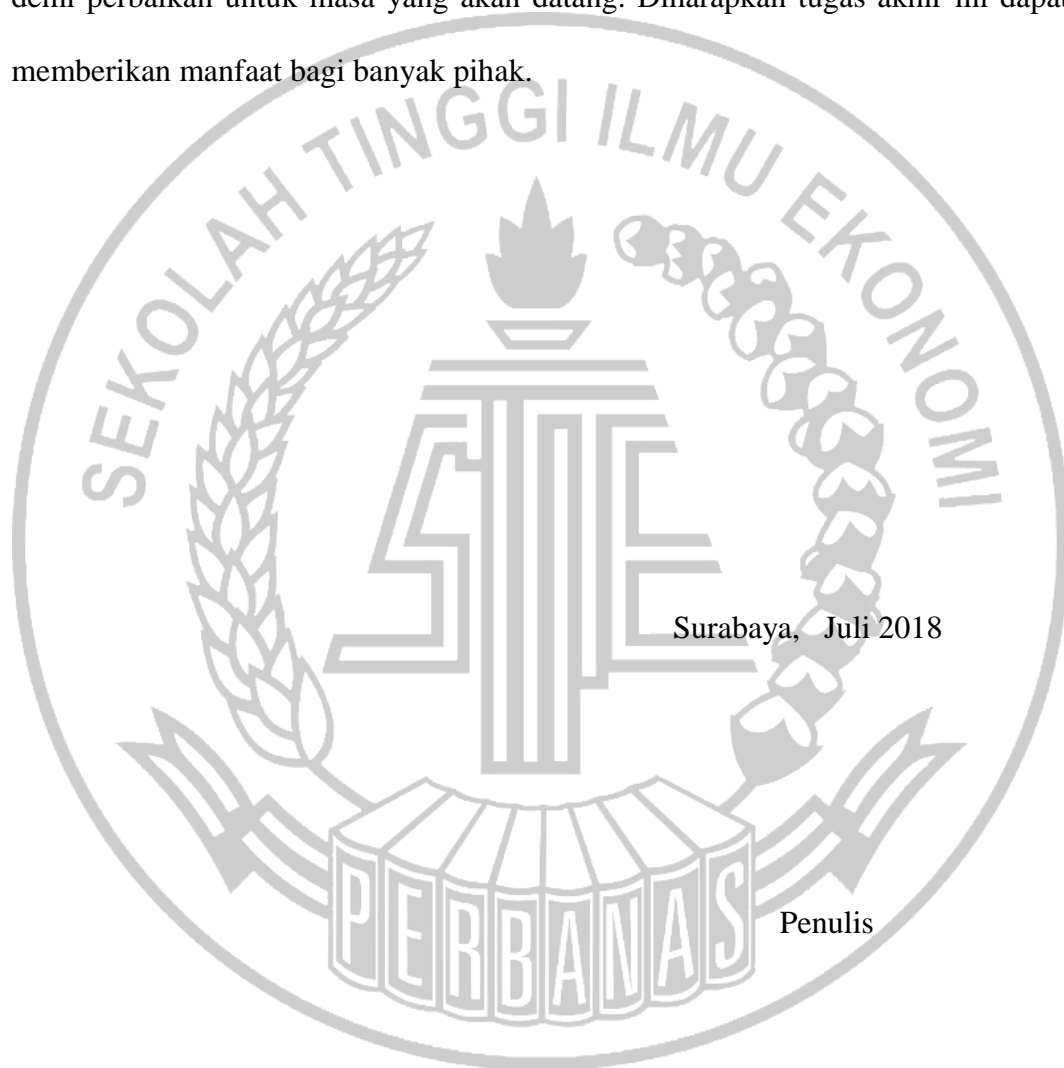 demi perbaikan untuk masa yang akan datang. Diharapkan tugas akhir ini dapat
memberikan manfaat bagi banyak pihak.
SEKOLAH TINGGI ILMU EKONOMI
STIE
Surabaya, Juli 2018
PERBANAS
Penulis